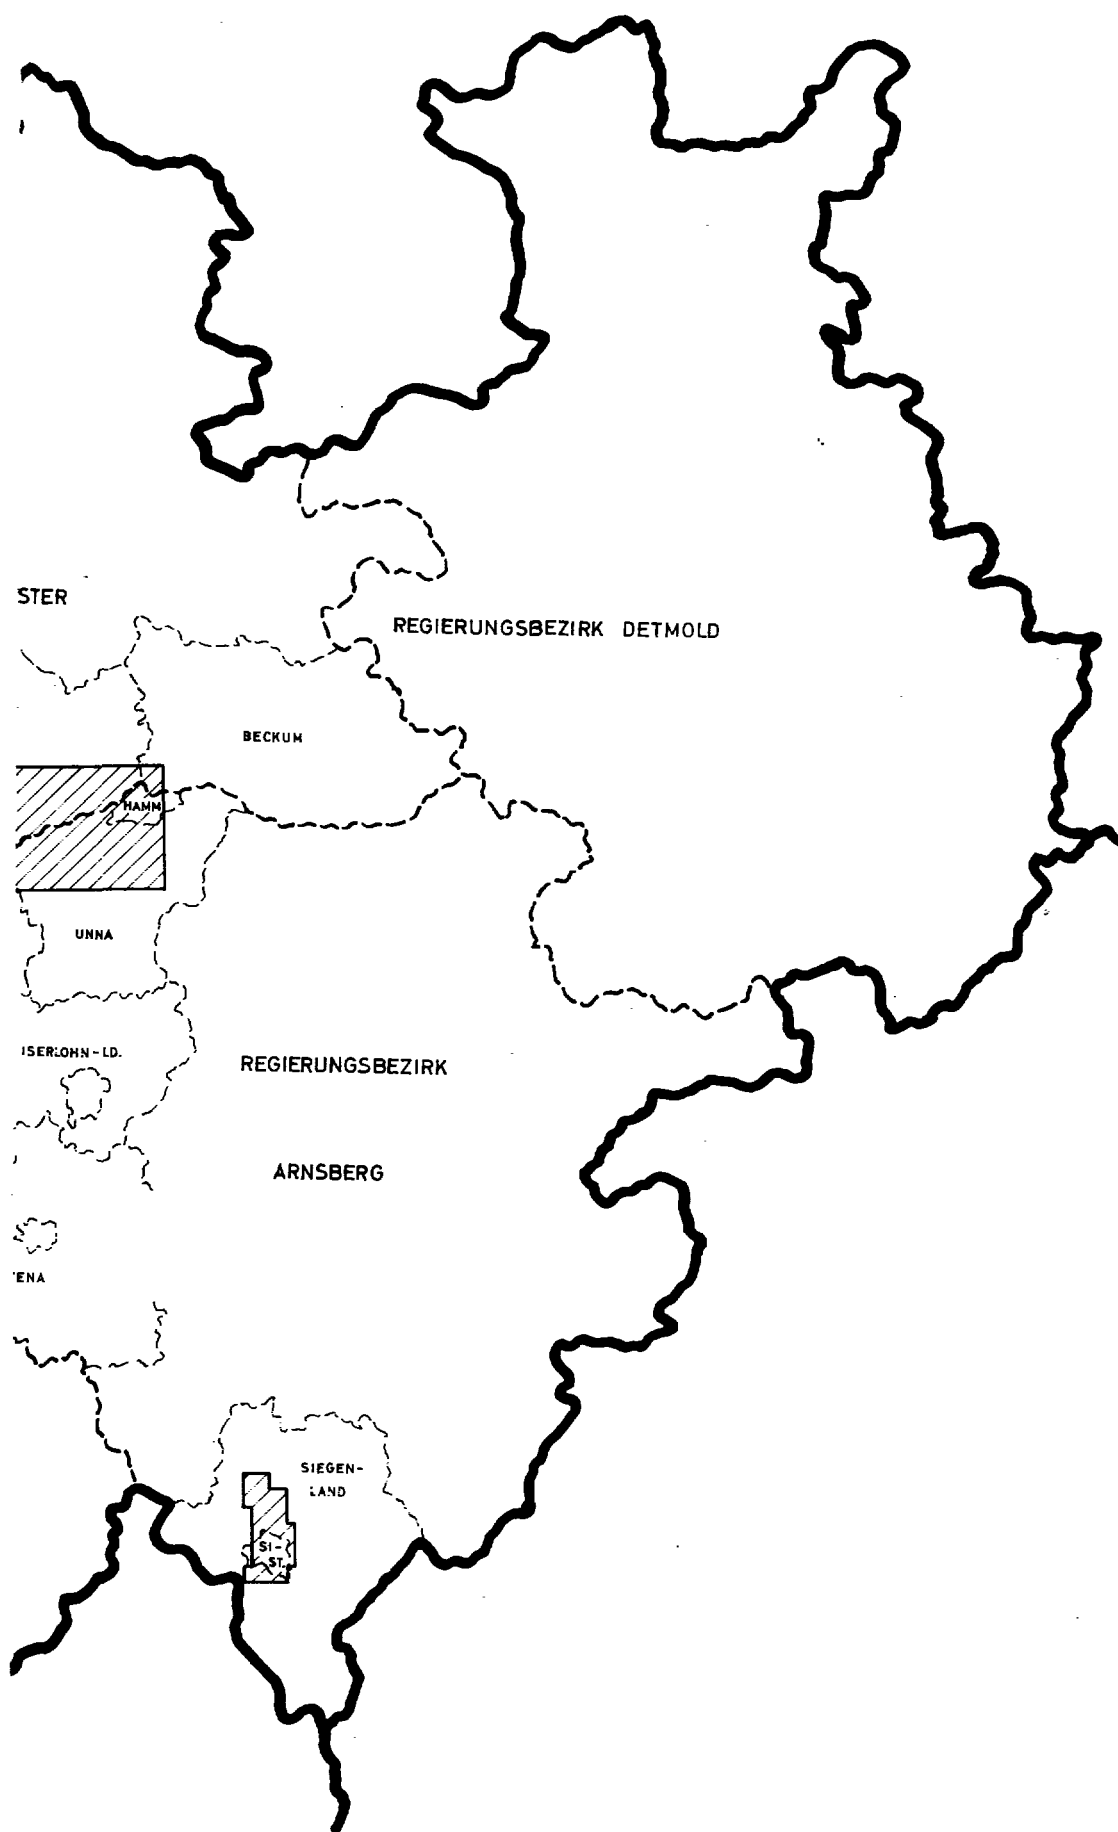 STER
REGIERUNGSBEZIRK DETMOLD
BECKUM
HAMM
UNNA
ISERLOHN-LD.
REGIERUNGSBEZIRK
ARNSBERG
ENA
SIEGEN-
LAND
SI-
ST.